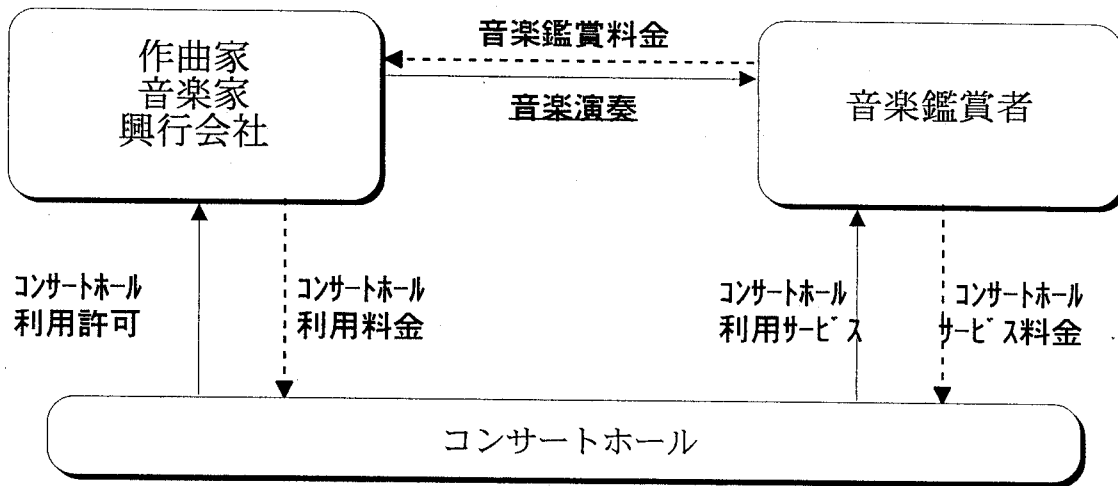 作曲家
音楽家
興行会社
音楽鑑賞料金
音楽演奏
音楽鑑賞者
コンサートホール
利用許可
コンサートホール
利用料金
コンサートホール
利用サービス
コンサートホール
サービス料金
コンサートホール